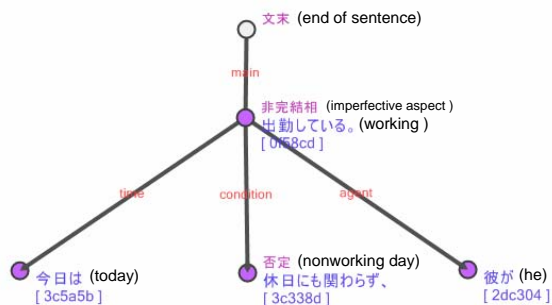 文末 (end of sentence)
main
非完結相 (imperfective aspect )
出勤している。(working )
[ 0f58cd ]
time
condition
agent
今日は (today)
[ 3c5a5b ]
否定 (nonworking day)
休日にも関わらず、
[ 3c338d ]
彼が (he)
[ 2dc304 ]